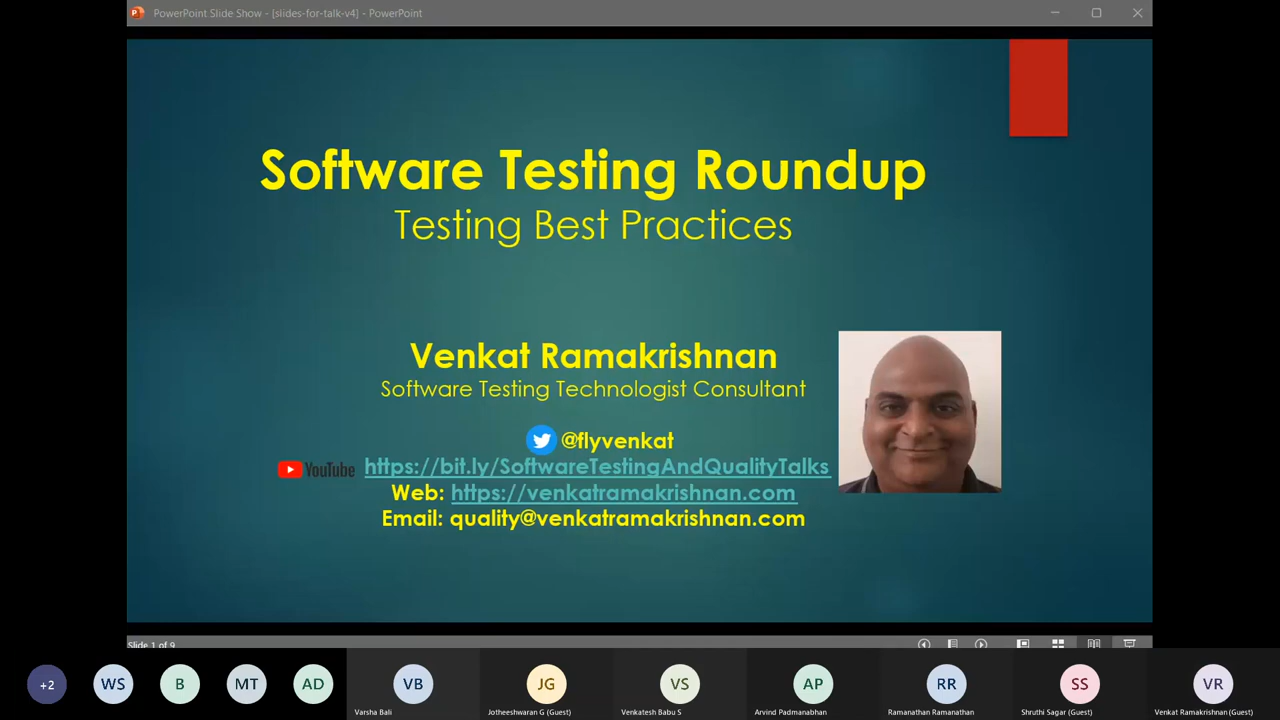 PowerPoint Slide Show - [slides-for-talk-v4] - PowerPoint
Software Testing Roundup
Testing Best Practices
Venkat Ramakrishnan
Software Testing Technologist Consultant
@flyvenkat
YouTube https://bit.ly/SoftwareTestingAndQualityTalks
Web: https://venkatramakrishnan.com
Email: quality@venkatramakrishnan.com
Slide 1 of 9
+2 WS B MT AD VB JG VS AP RR SS VR
Varsha Bali Jotheeshwaran G (Guest) Venkatesh Babu S Arvind Padmanabhan Ramanathan Ramanathan Shruthi Sagar (Guest) Venkat Ramakrishnan (Guest)